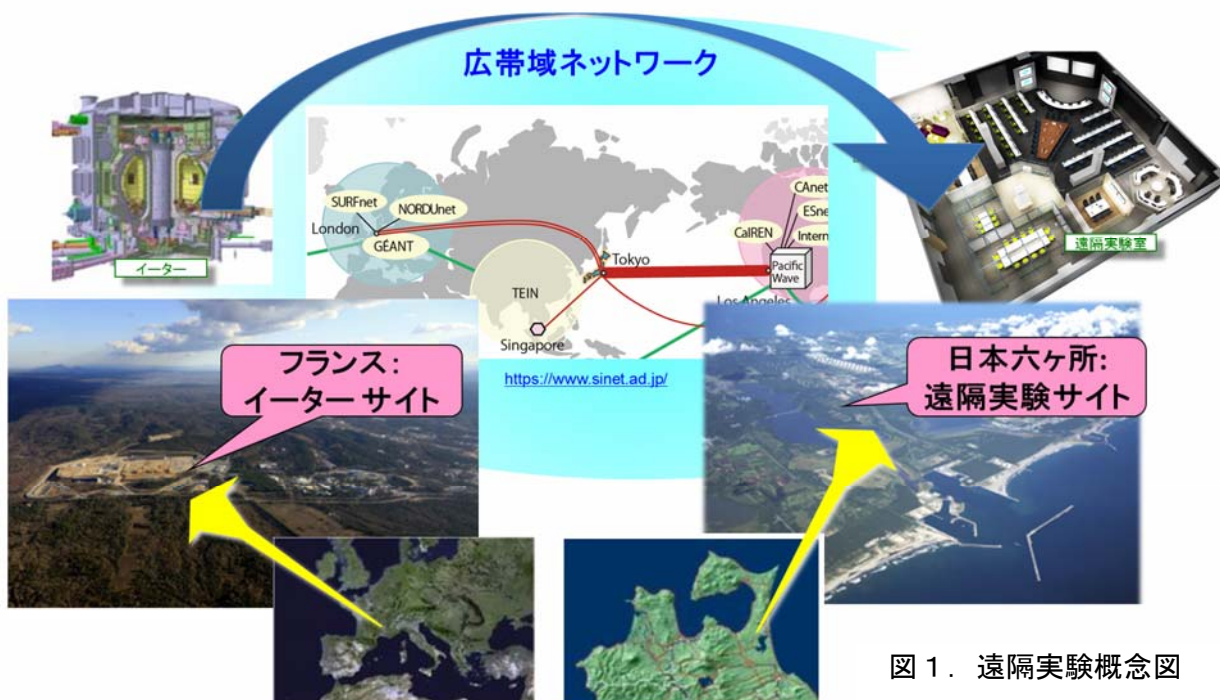 広帯域ネットワーク
イーター
SURFnet
NORDUnet
London
GÉANT
TEIN
Singapore
Tokyo
CAnet
ESne
CalREN
Intern
Pacific
Wave
Los Angeles
遠隔実験室
https://www.sinet.ad.jp/
フランス：
イーター サイト
日本六ヶ所:
遠隔実験サイト
図１．遠隔実験概念図